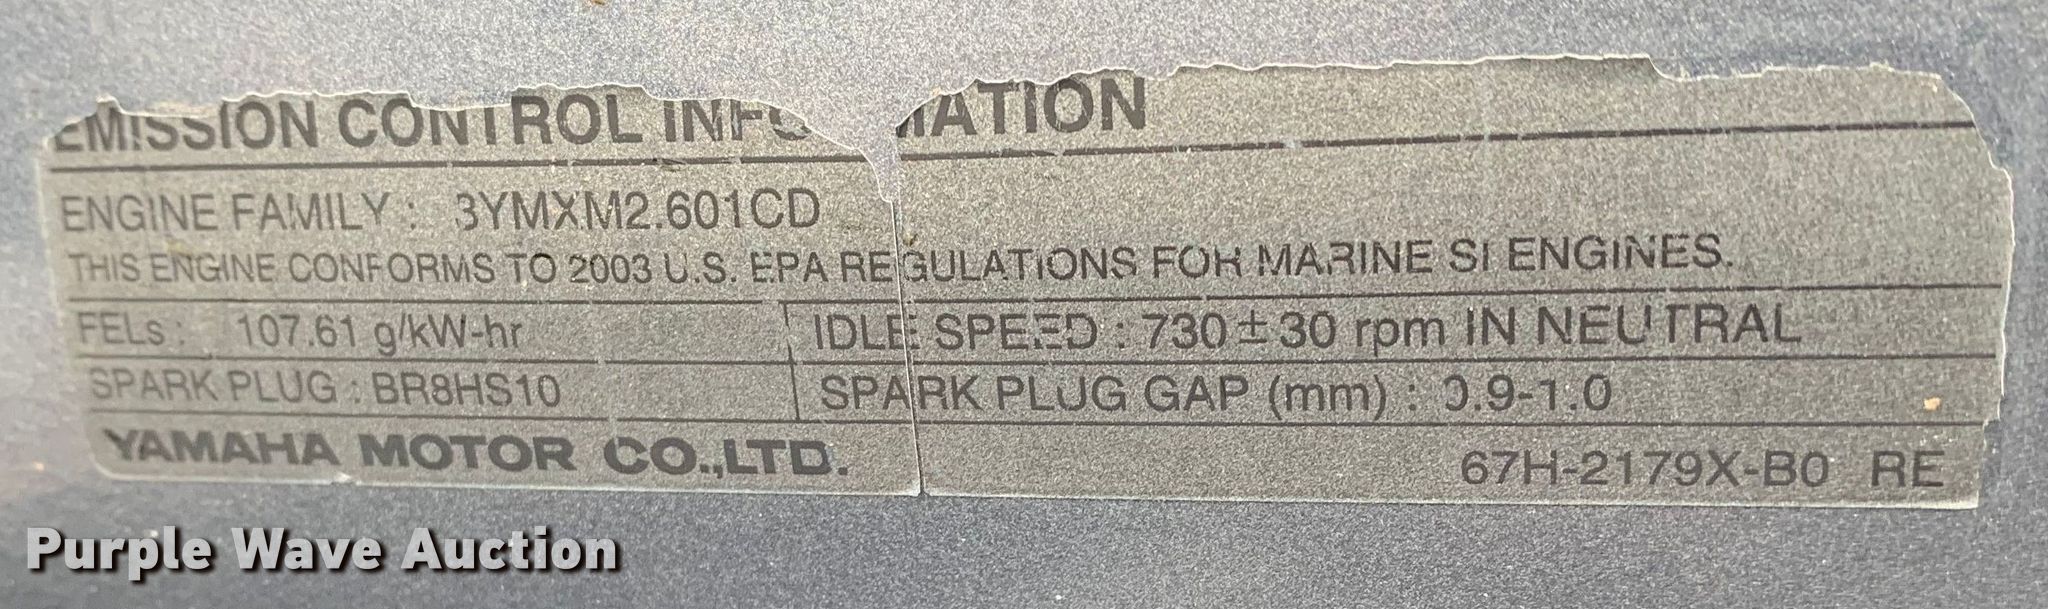 EMISSION CONTROL INFORMATION
ENGINE FAMILY : 3YMXM2.601CD
THIS ENGINE CONFORMS TO 2003 U.S. EPA REGULATIONS FOR MARINE SI ENGINES.
FELs : 107.61 g/kW-hr IDLE SPEED : 730 ± 30 rpm IN NEUTRAL
SPARK PLUG : BR8HS10 SPARK PLUG GAP (mm) : 0.9-1.0
YAMAHA MOTOR CO.,LTD.
67H-2179X-B0 RE
Purple Wave Auction